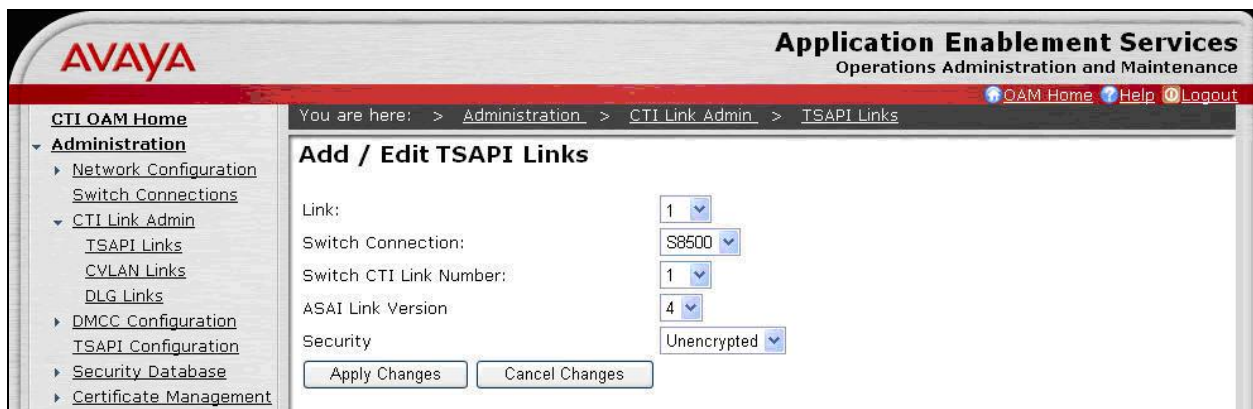 AVAYA
Application Enablement Services
Operations Administration and Maintenance
OAM Home Help Logout
CTI OAM Home
You are here: > Administration > CTI Link Admin > TSAPI Links
Administration
Network Configuration
Switch Connections
CTI Link Admin
TSAPI Links
CVLAN Links
DLG Links
DMCC Configuration
TSAPI Configuration
Security Database
Certificate Management
Add / Edit TSAPI Links
Link: 1
Switch Connection: S8500
Switch CTI Link Number: 1
ASAI Link Version 4
Security Unencrypted
Apply Changes Cancel Changes